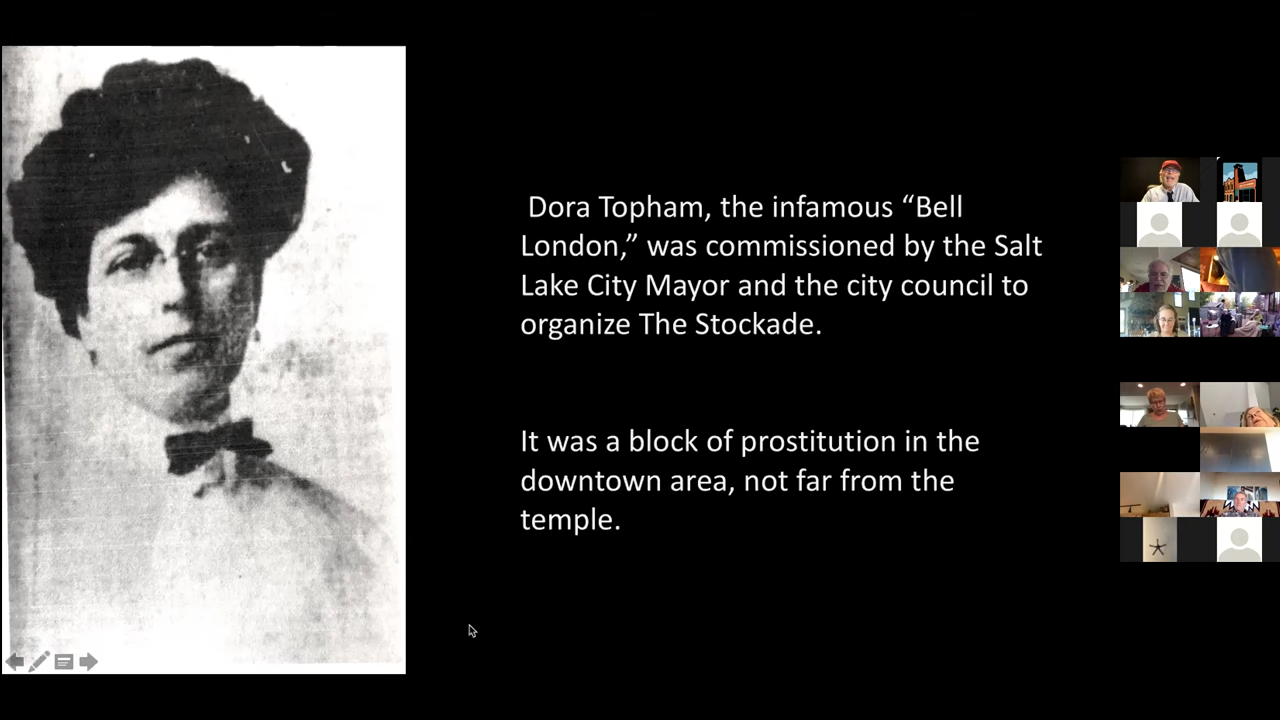 Dora Topham, the infamous “Bell
London,” was commissioned by the Salt
Lake City Mayor and the city council to
organize The Stockade.
It was a block of prostitution in the
downtown area, not far from the
temple.